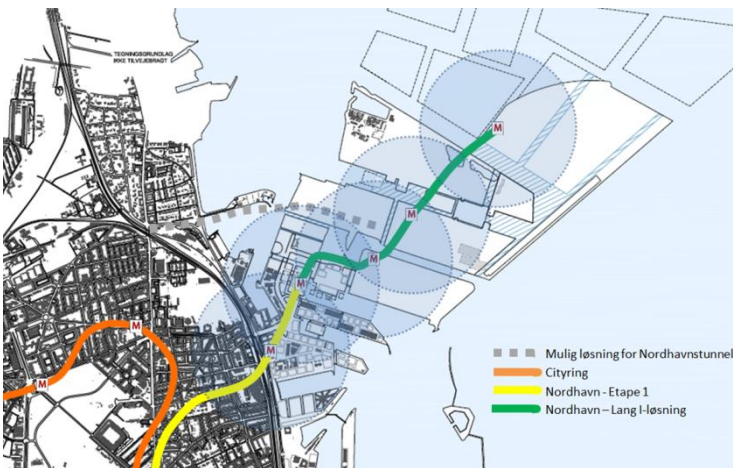 TEGNINGSGRUNDLAG
IKKE TILVEJEBRAGT
M
M
M
M
M
M
M
Mulig løsning for Nordhavnstunnel
Cityring
Nordhavn - Etape 1
Nordhavn – Lang I-løsning